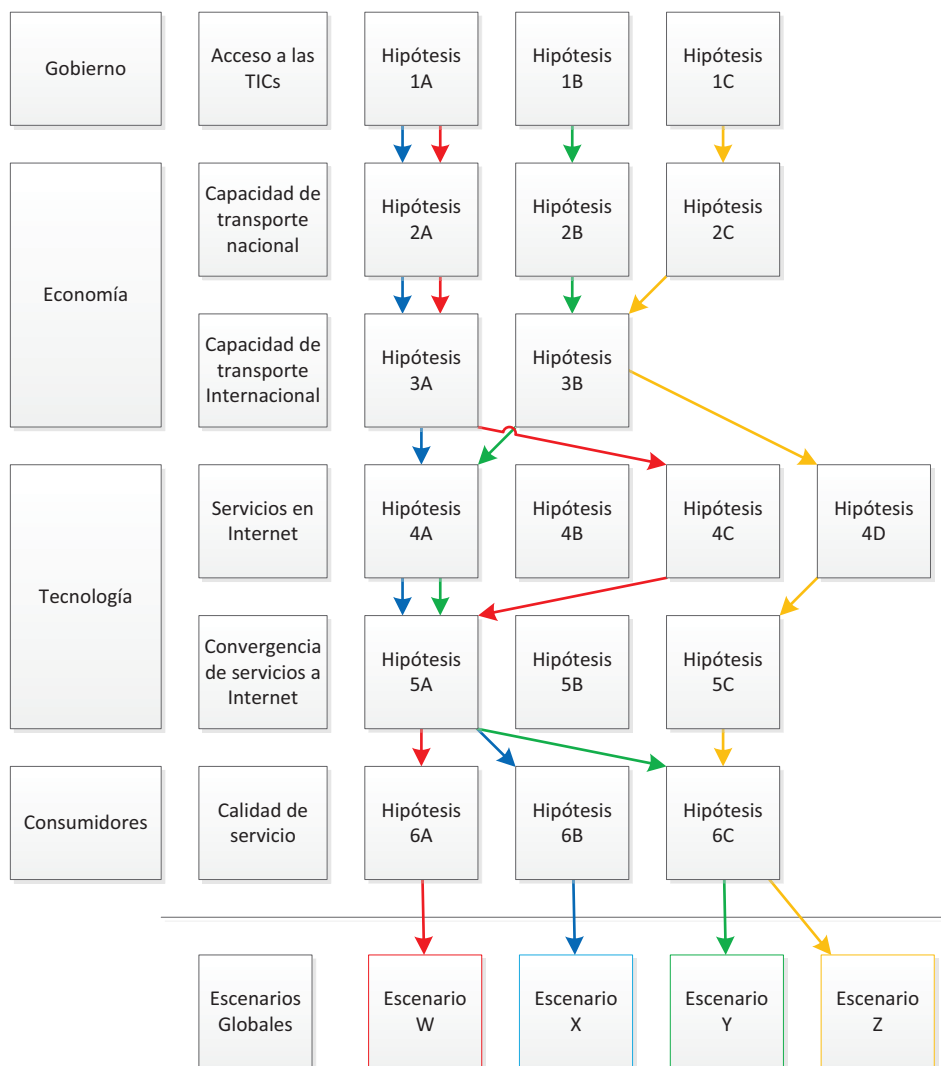 Gobierno
Acceso a las
TICs
Hipótesis
1A
Hipótesis
1B
Hipótesis
1C
Economía
Capacidad de
transporte
nacional
Hipótesis
2A
Hipótesis
2B
Hipótesis
2C
Capacidad de
transporte
Internacional
Hipótesis
3A
Hipótesis
3B
Tecnología
Servicios en
Internet
Hipótesis
4A
Hipótesis
4B
Hipótesis
4C
Hipótesis
4D
Convergencia
de servicios a
Internet
Hipótesis
5A
Hipótesis
5B
Hipótesis
5C
Consumidores
Calidad de
servicio
Hipótesis
6A
Hipótesis
6B
Hipótesis
6C
Escenarios
Globales
Escenario
W
Escenario
X
Escenario
Y
Escenario
Z